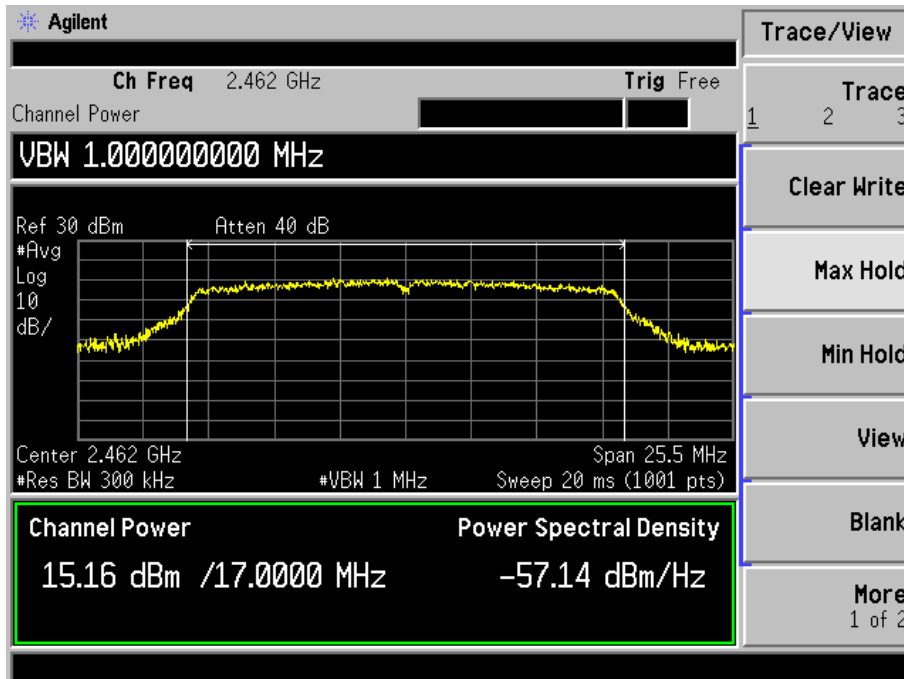 Agilent
Trace/View
Ch Freq 2.462 GHz Trig Free
Channel Power
VBW 1.000000000 MHz
Ref 30 dBm Atten 40 dB
#Avg
Log
10
dB/
Center 2.462 GHz Span 25.5 MHz
#Res BW 300 kHz #VBW 1 MHz Sweep 20 ms (1001 pts)
Channel Power Power Spectral Density
15.16 dBm /17.0000 MHz -57.14 dBm/Hz
Trace
1 2 3
Clear Write
Max Hold
Min Hold
View
Blank
More
1 of 2